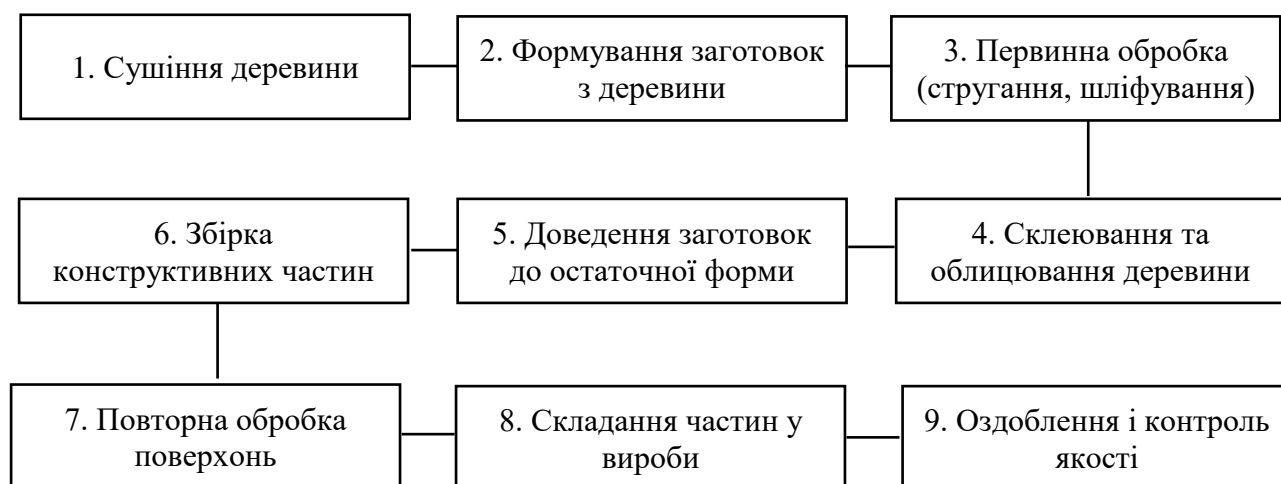 1. Сушіння деревини
2. Формування заготовок
з деревини
3. Первинна обробка
(стругання, шліфування)
4. Склеювання та
облицювання деревини
5. Доведення заготовок
до остаточної форми
6. Збірка
конструктивних частин
7. Повторна обробка
поверхонь
8. Складання частин у
вироби
9. Оздоблення і контроль
якості